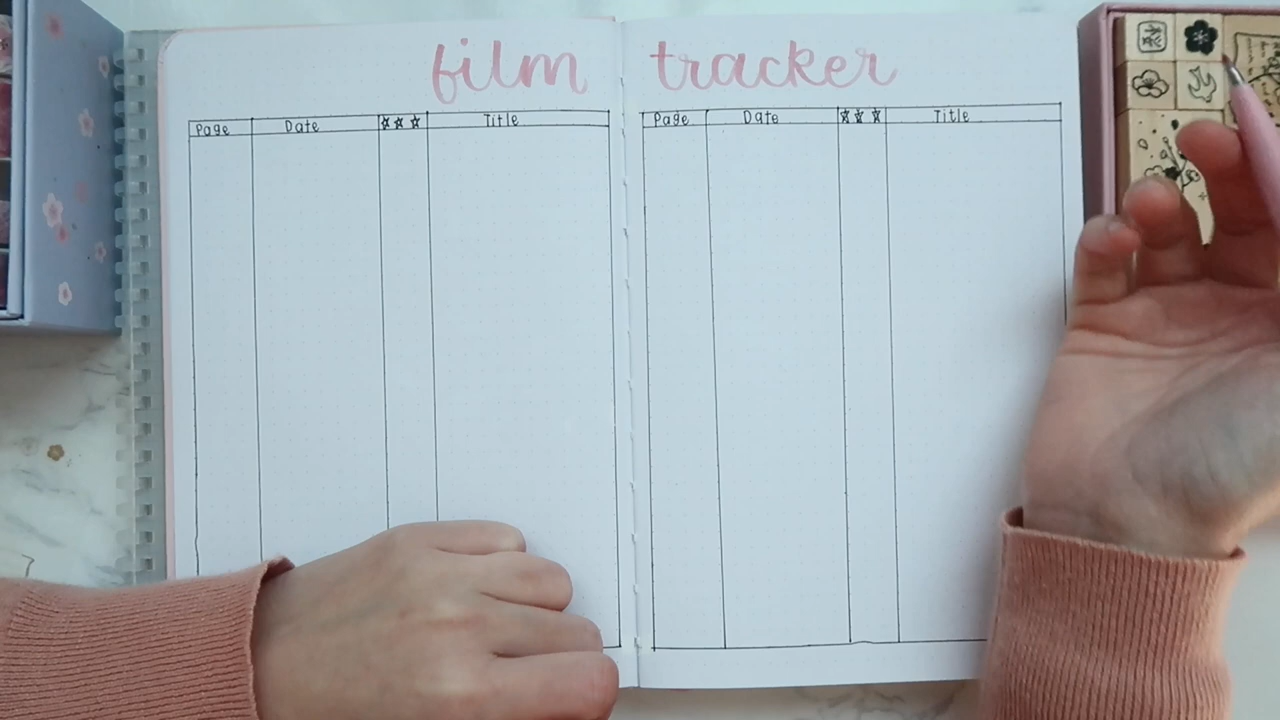 film tracker
Page Date ☆☆☆ Title Page Date ☆☆☆ Title